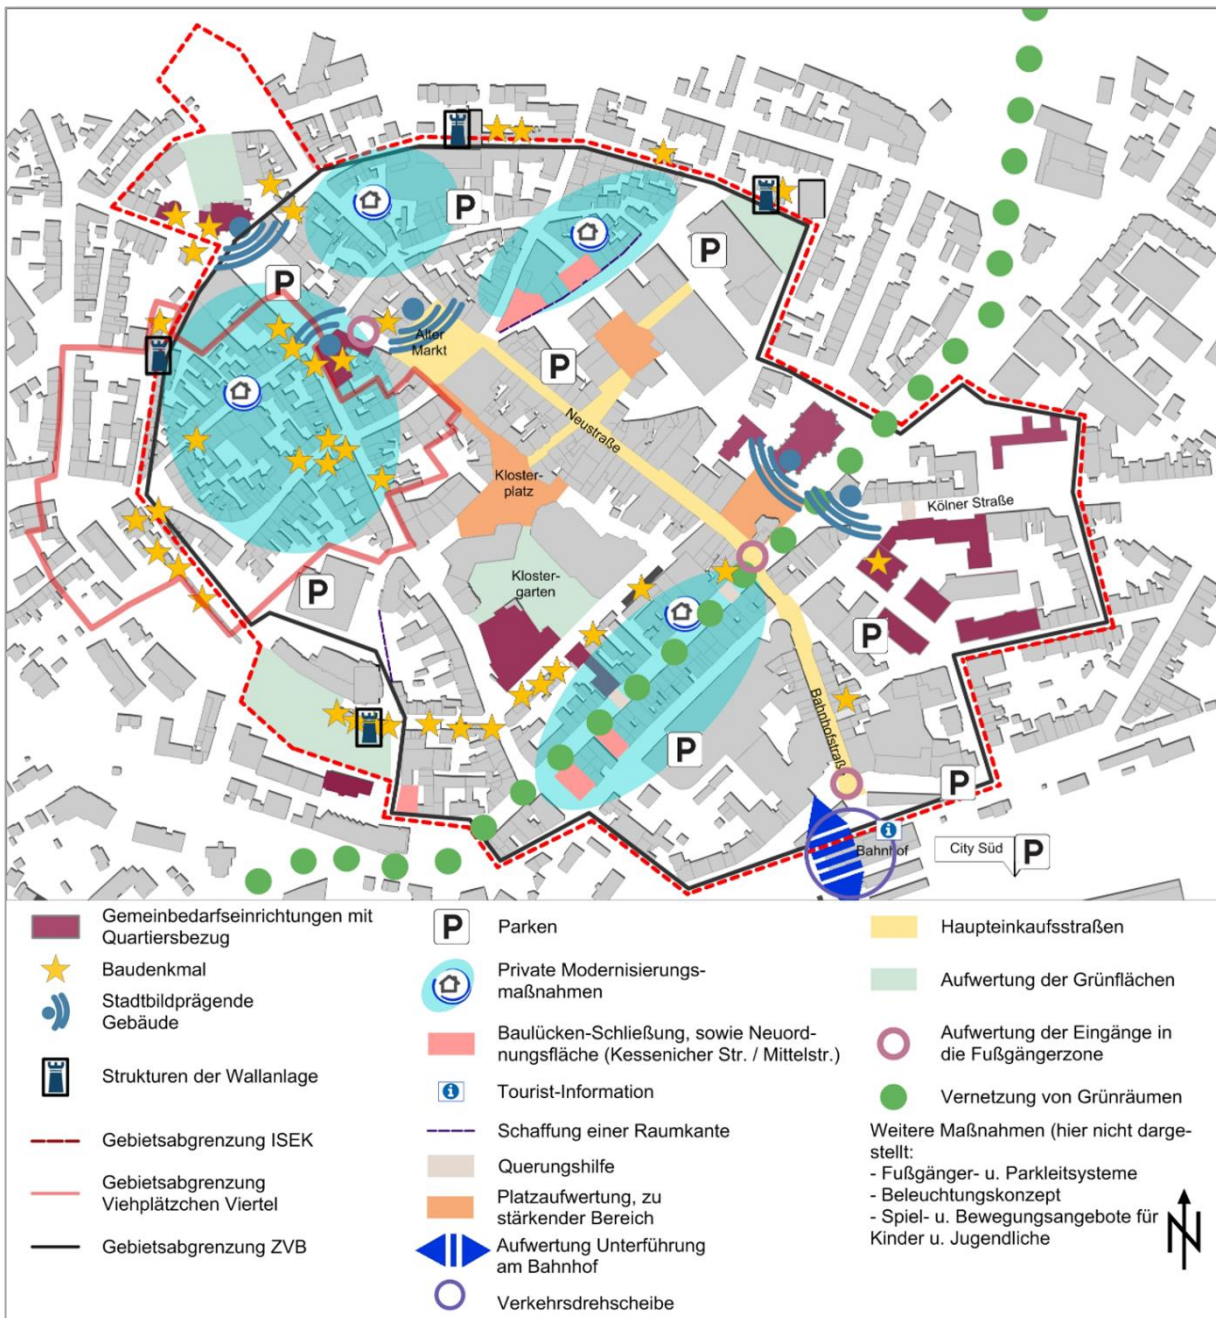 P
P
P
Alter
Markt
P
Neustraße
Kloster-
platz
Kölner Straße
Kloster-
garten
P
P
Bahnhofstraße
P
P
Bahnhof
City Süd
P
Gemeinbedarfseinrichtungen mit
Quartiersbezug
Baudenkmal
Stadtbildprägende
Gebäude
Strukturen der Wallanlage
Gebietsabgrenzung ISEK
Gebietsabgrenzung
Viehplätzchen Viertel
Gebietsabgrenzung ZVB
P
Parken
Private Modernisierungs-
maßnahmen
Baulücken-Schließung, sowie Neuord-
nungsfläche (Kessenicher Str. / Mittelstr.)
i
Tourist-Information
Schaffung einer Raumkante
Querungshilfe
Platzaufwertung, zu
stärkender Bereich
Aufwertung Unterführung
am Bahnhof
Verkehrsdrehscheibe
Haupteinkaufsstraßen
Aufwertung der Grünflächen
Aufwertung der Eingänge in
die Fußgängerzone
Vernetzung von Grünräumen
Weitere Maßnahmen (hier nicht darge-
stellt:
- Fußgänger- u. Parkleitsysteme
- Beleuchtungskonzept
- Spiel- u. Bewegungsangebote für
Kinder u. Jugendliche
N